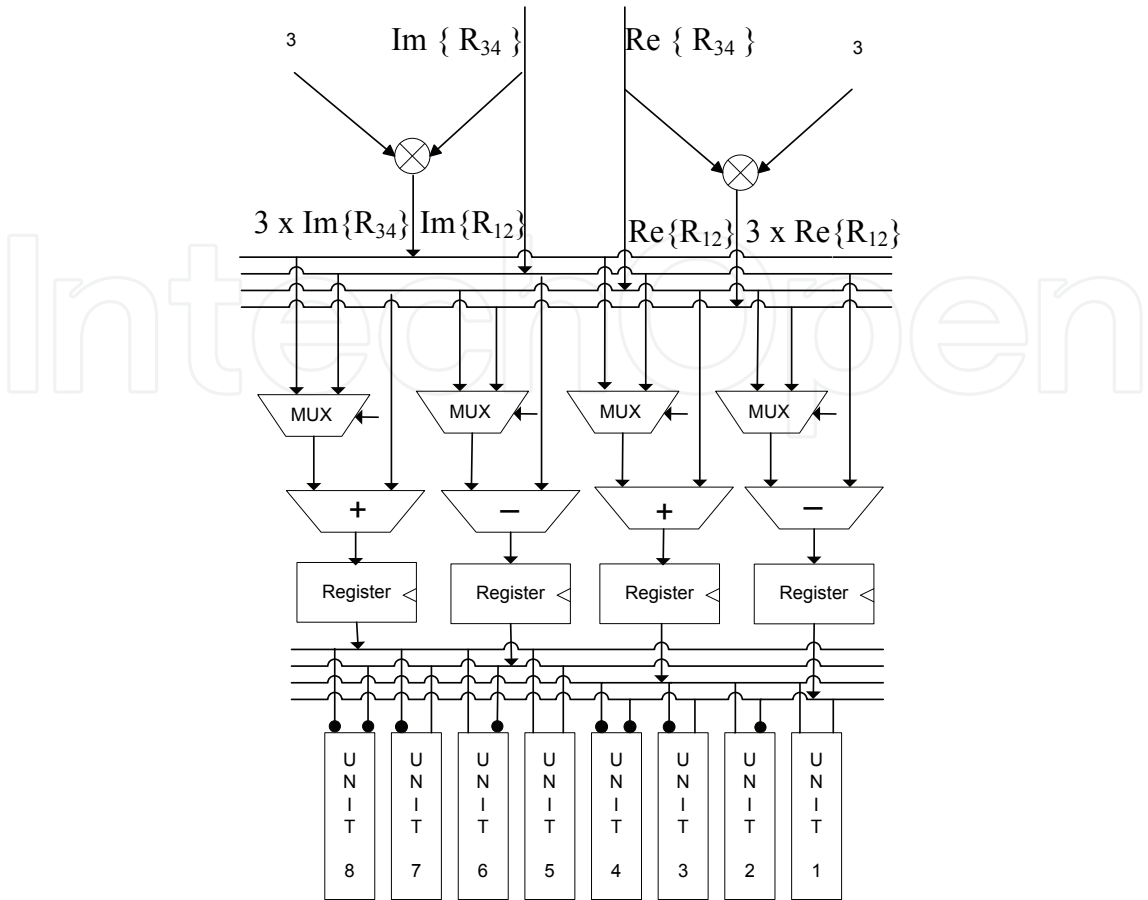 3
Im { R34 }
Re { R34 }
3
3 x Im{R34}
Im{R12}
Re{R12}
3 x Re{R12}
IntechOpen
MUX
MUX
MUX
MUX
+
−
+
−
Register
Register
Register
Register
UNIT 8
UNIT 7
UNIT 6
UNIT 5
UNIT 4
UNIT 3
UNIT 2
UNIT 1